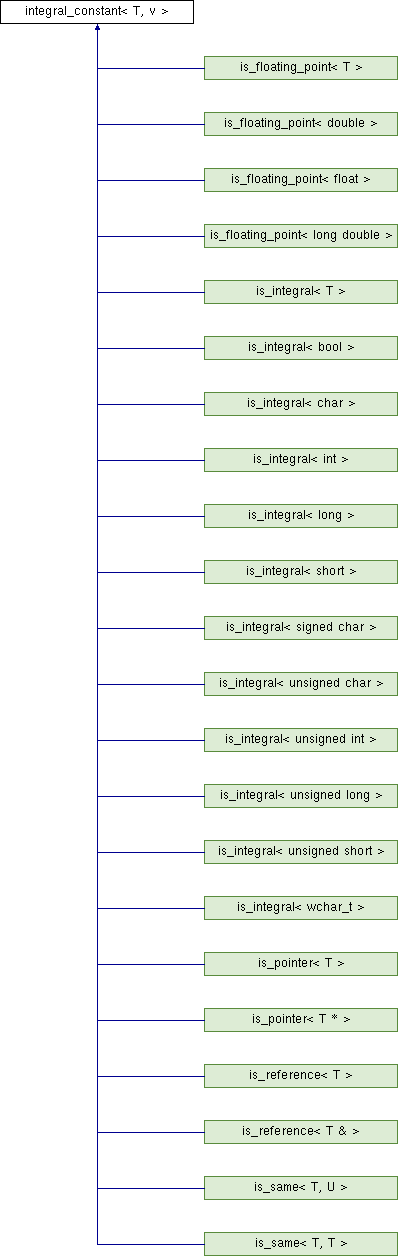 integral_constant< T, v >
is_floating_point< T >
is_floating_point< double >
is_floating_point< float >
is_floating_point< long double >
is_integral< T >
is_integral< bool >
is_integral< char >
is_integral< int >
is_integral< long >
is_integral< short >
is_integral< signed char >
is_integral< unsigned char >
is_integral< unsigned int >
is_integral< unsigned long >
is_integral< unsigned short >
is_integral< wchar_t >
is_pointer< T >
is_pointer< T * >
is_reference< T >
is_reference< T & >
is_same< T, U >
is_same< T, T >